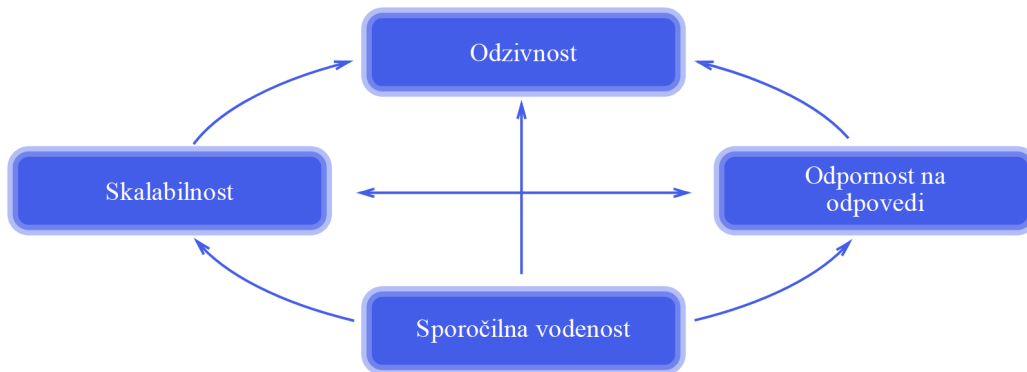 Odzivnost
Skalabilnost
Odpornost na
odpovedi
Sporočilna vodenost